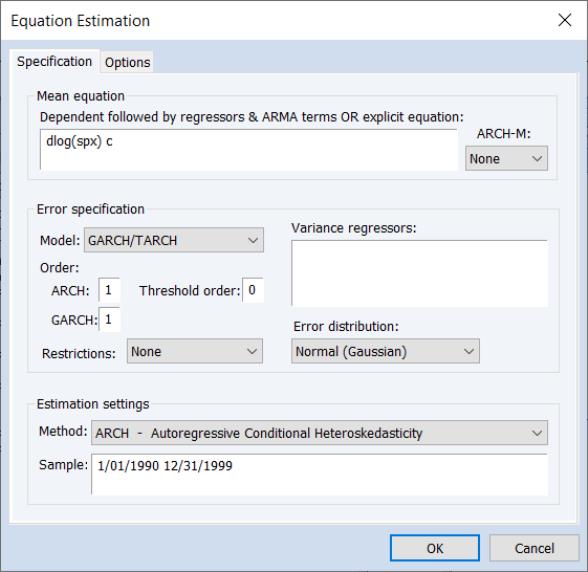 Equation Estimation
Specification Options
Mean equation
Dependent followed by regressors & ARMA terms OR explicit equation:
dlog(spx) c
ARCH-M:
None
Error specification
Model: GARCH/TARCH
Order:
ARCH: 1 Threshold order: 0
GARCH: 1
Restrictions: None
Variance regressors:
Error distribution:
Normal (Gaussian)
Estimation settings
Method: ARCH - Autoregressive Conditional Heteroskedasticity
Sample: 1/01/1990 12/31/1999
OK Cancel